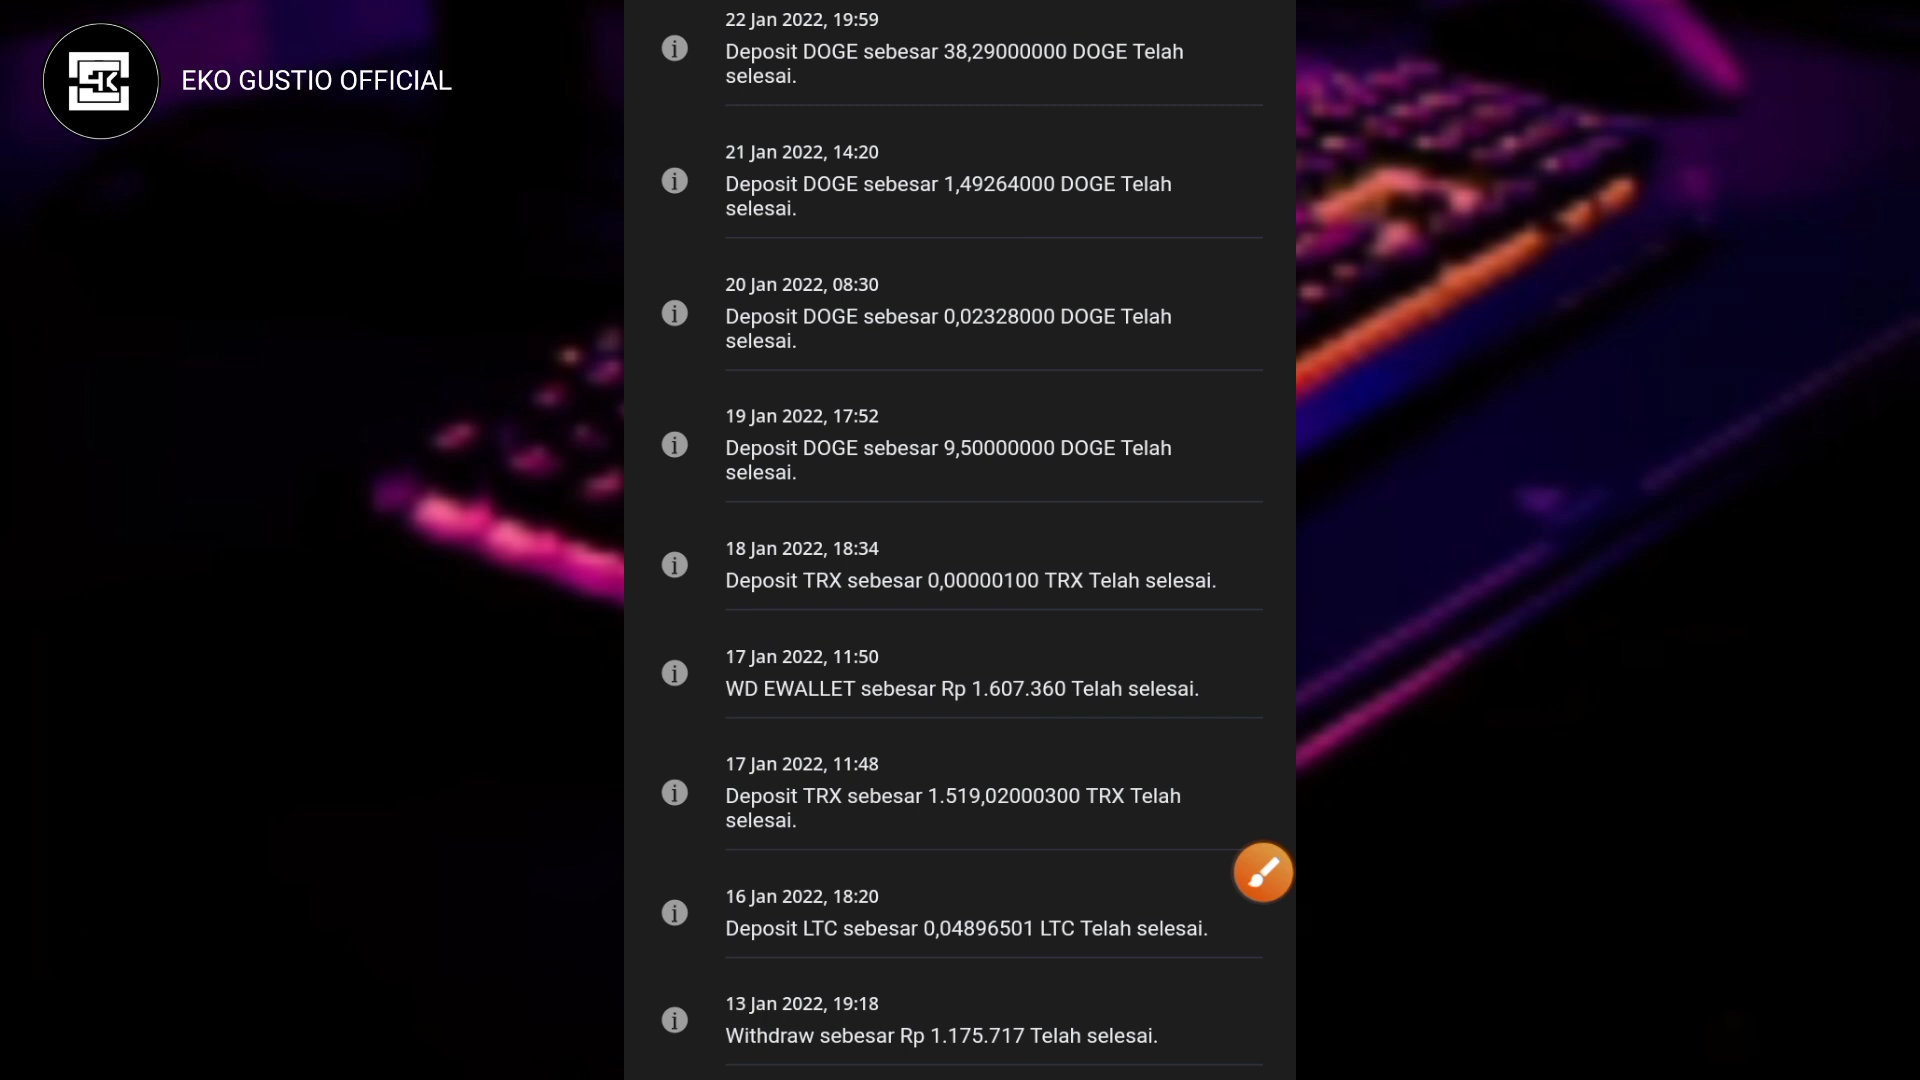 EKO GUSTIO OFFICIAL
22 Jan 2022, 19:59
Deposit DOGE sebesar 38,29000000 DOGE Telah
selesai.
21 Jan 2022, 14:20
Deposit DOGE sebesar 1,49264000 DOGE Telah
selesai.
20 Jan 2022, 08:30
Deposit DOGE sebesar 0,02328000 DOGE Telah
selesai.
19 Jan 2022, 17:52
Deposit DOGE sebesar 9,50000000 DOGE Telah
selesai.
18 Jan 2022, 18:34
Deposit TRX sebesar 0,00000100 TRX Telah selesai.
17 Jan 2022, 11:50
WD EWALLET sebesar Rp 1.607.360 Telah selesai.
17 Jan 2022, 11:48
Deposit TRX sebesar 1.519,02000300 TRX Telah
selesai.
16 Jan 2022, 18:20
Deposit LTC sebesar 0,04896501 LTC Telah selesai.
13 Jan 2022, 19:18
Withdraw sebesar Rp 1.175.717 Telah selesai.